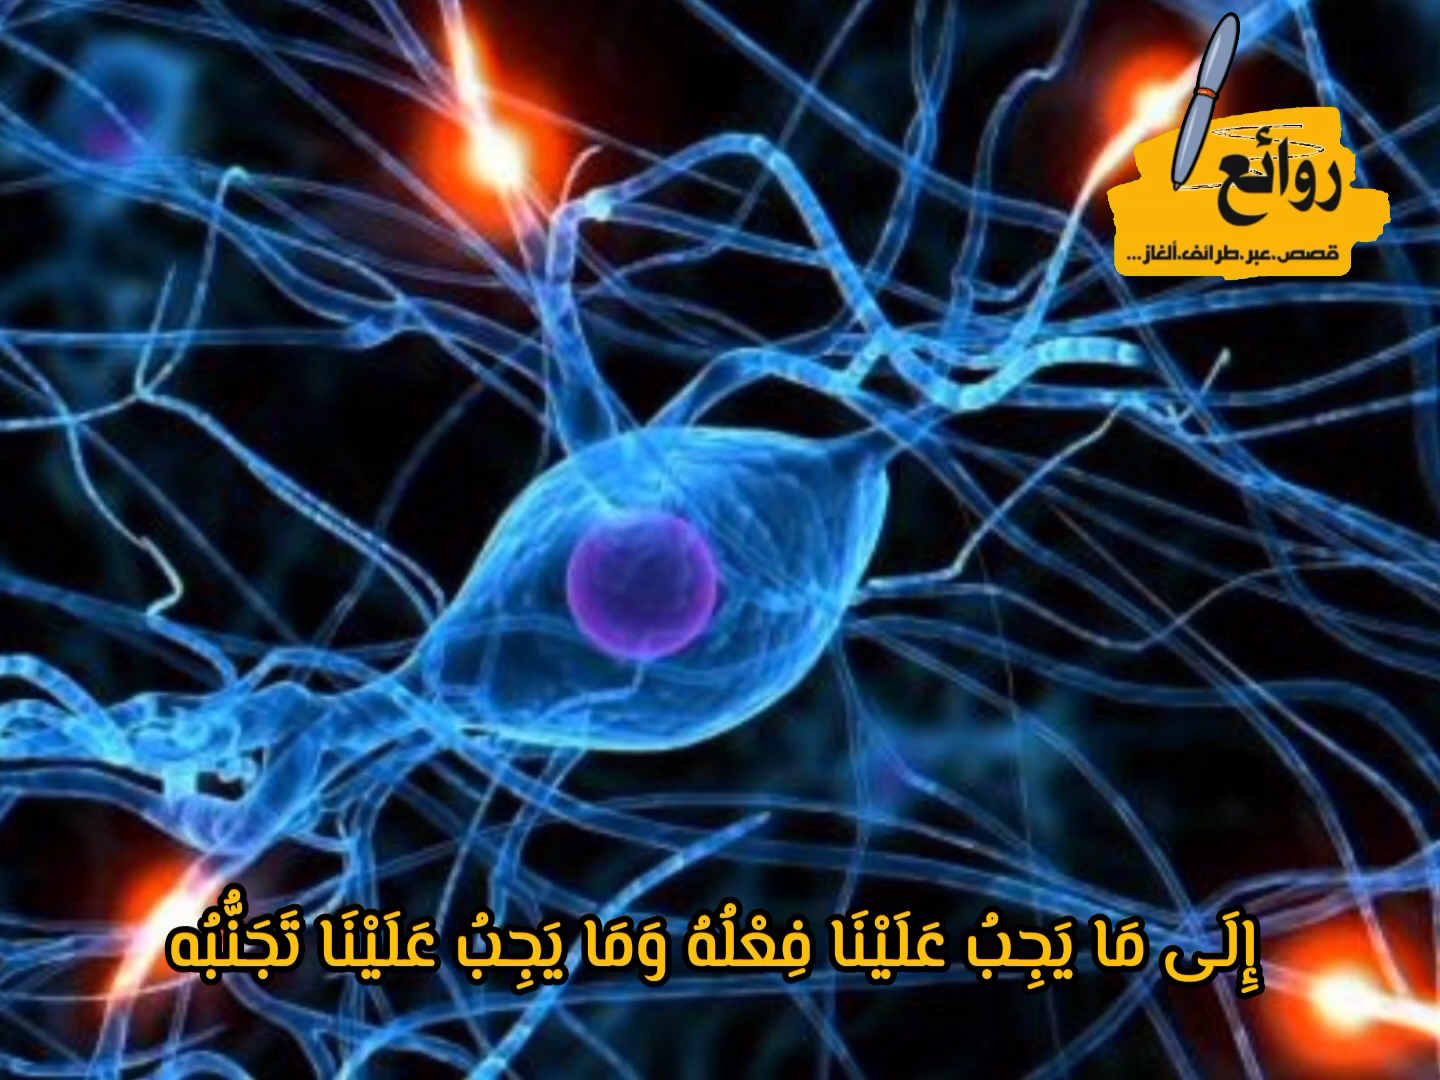 روائع
قصص.عبر.طرائف.ألغاز...
إِلَى مَا يَجِبُ عَلَيْنَا فِعْلُهُ وَمَا يَجِبُ عَلَيْنَا تَجَنُّبُه